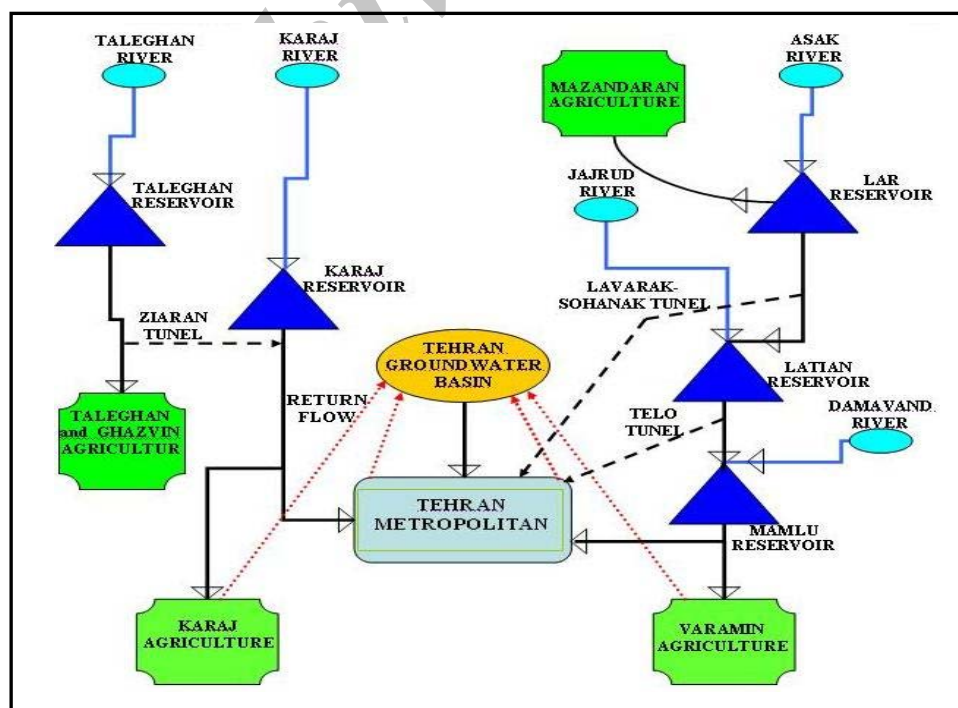 TALEGHAN
RIVER
KARAJ
RIVER
ASAK
RIVER
MAZANDARAN
AGRICULTURE
TALEGHAN
RESERVOIR
JAJRUD
RIVER
LAR
RESERVOIR
KARAJ
RESERVOIR
LAVARAK-
SOHANAK TUNEL
ZIARAN
TUNEL
TEHRAN
GROUNDWATER
BASIN
LATIAN
RESERVOIR
TALEGHAN
and GHAZVIN
AGRICULTUR
RETURN
FLOW
TELO
TUNEL
DAMAVAND
RIVER
TEHRAN
METROPOLITAN
MAMLU
RESERVOIR
KARAJ
AGRICULTURE
VARAMIN
AGRICULTURE